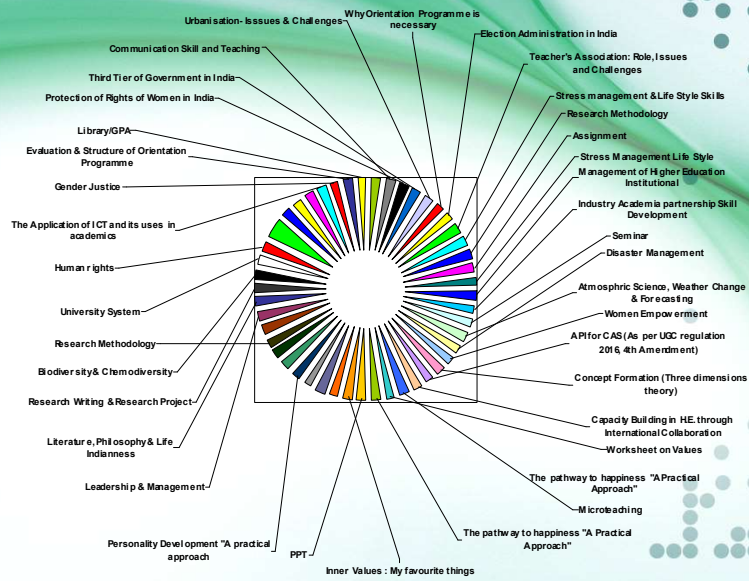 Urbanisation- Isssues & Challenges
Why Orientation Programme is
necessary
Election Administration in India
Communication Skill and Teaching
Teacher's Association: Role, Issues
and Challenges
Third Tier of Government in India
Stress management & Life Style Skills
Protection of Rights of Women in India
Research Methodology
Library/GPA
Assignment
Evaluation & Structure of Orientation
Programme
Stress Management Life Style
Management of Higher Education
Institutional
Gender Justice
Industry Academia partnership Skill
Development
The Application of ICT and its uses in
academics
Seminar
Disaster Management
Human rights
Atmosphric Science, Weather Change
& Forecasting
University System
Women Empowerment
API for CAS (As per UGC regulation
2016, 4th Amendment)
Research Methodology
Biodiversity & Chemodiversity
Concept Formation (Three dimensions
theory)
Research Writing & Research Project
Capacity Building in H.E. through
International Collaboration
Literature, Philosophy & Life
Indianness
Worksheet on Values
Leadership & Management
The pathway to happiness "A Practical
Approach"
Microteaching
Personality Development "A practical
approach
PPT
The pathway to happiness "A Practical
Approach"
Inner Values : My favourite things